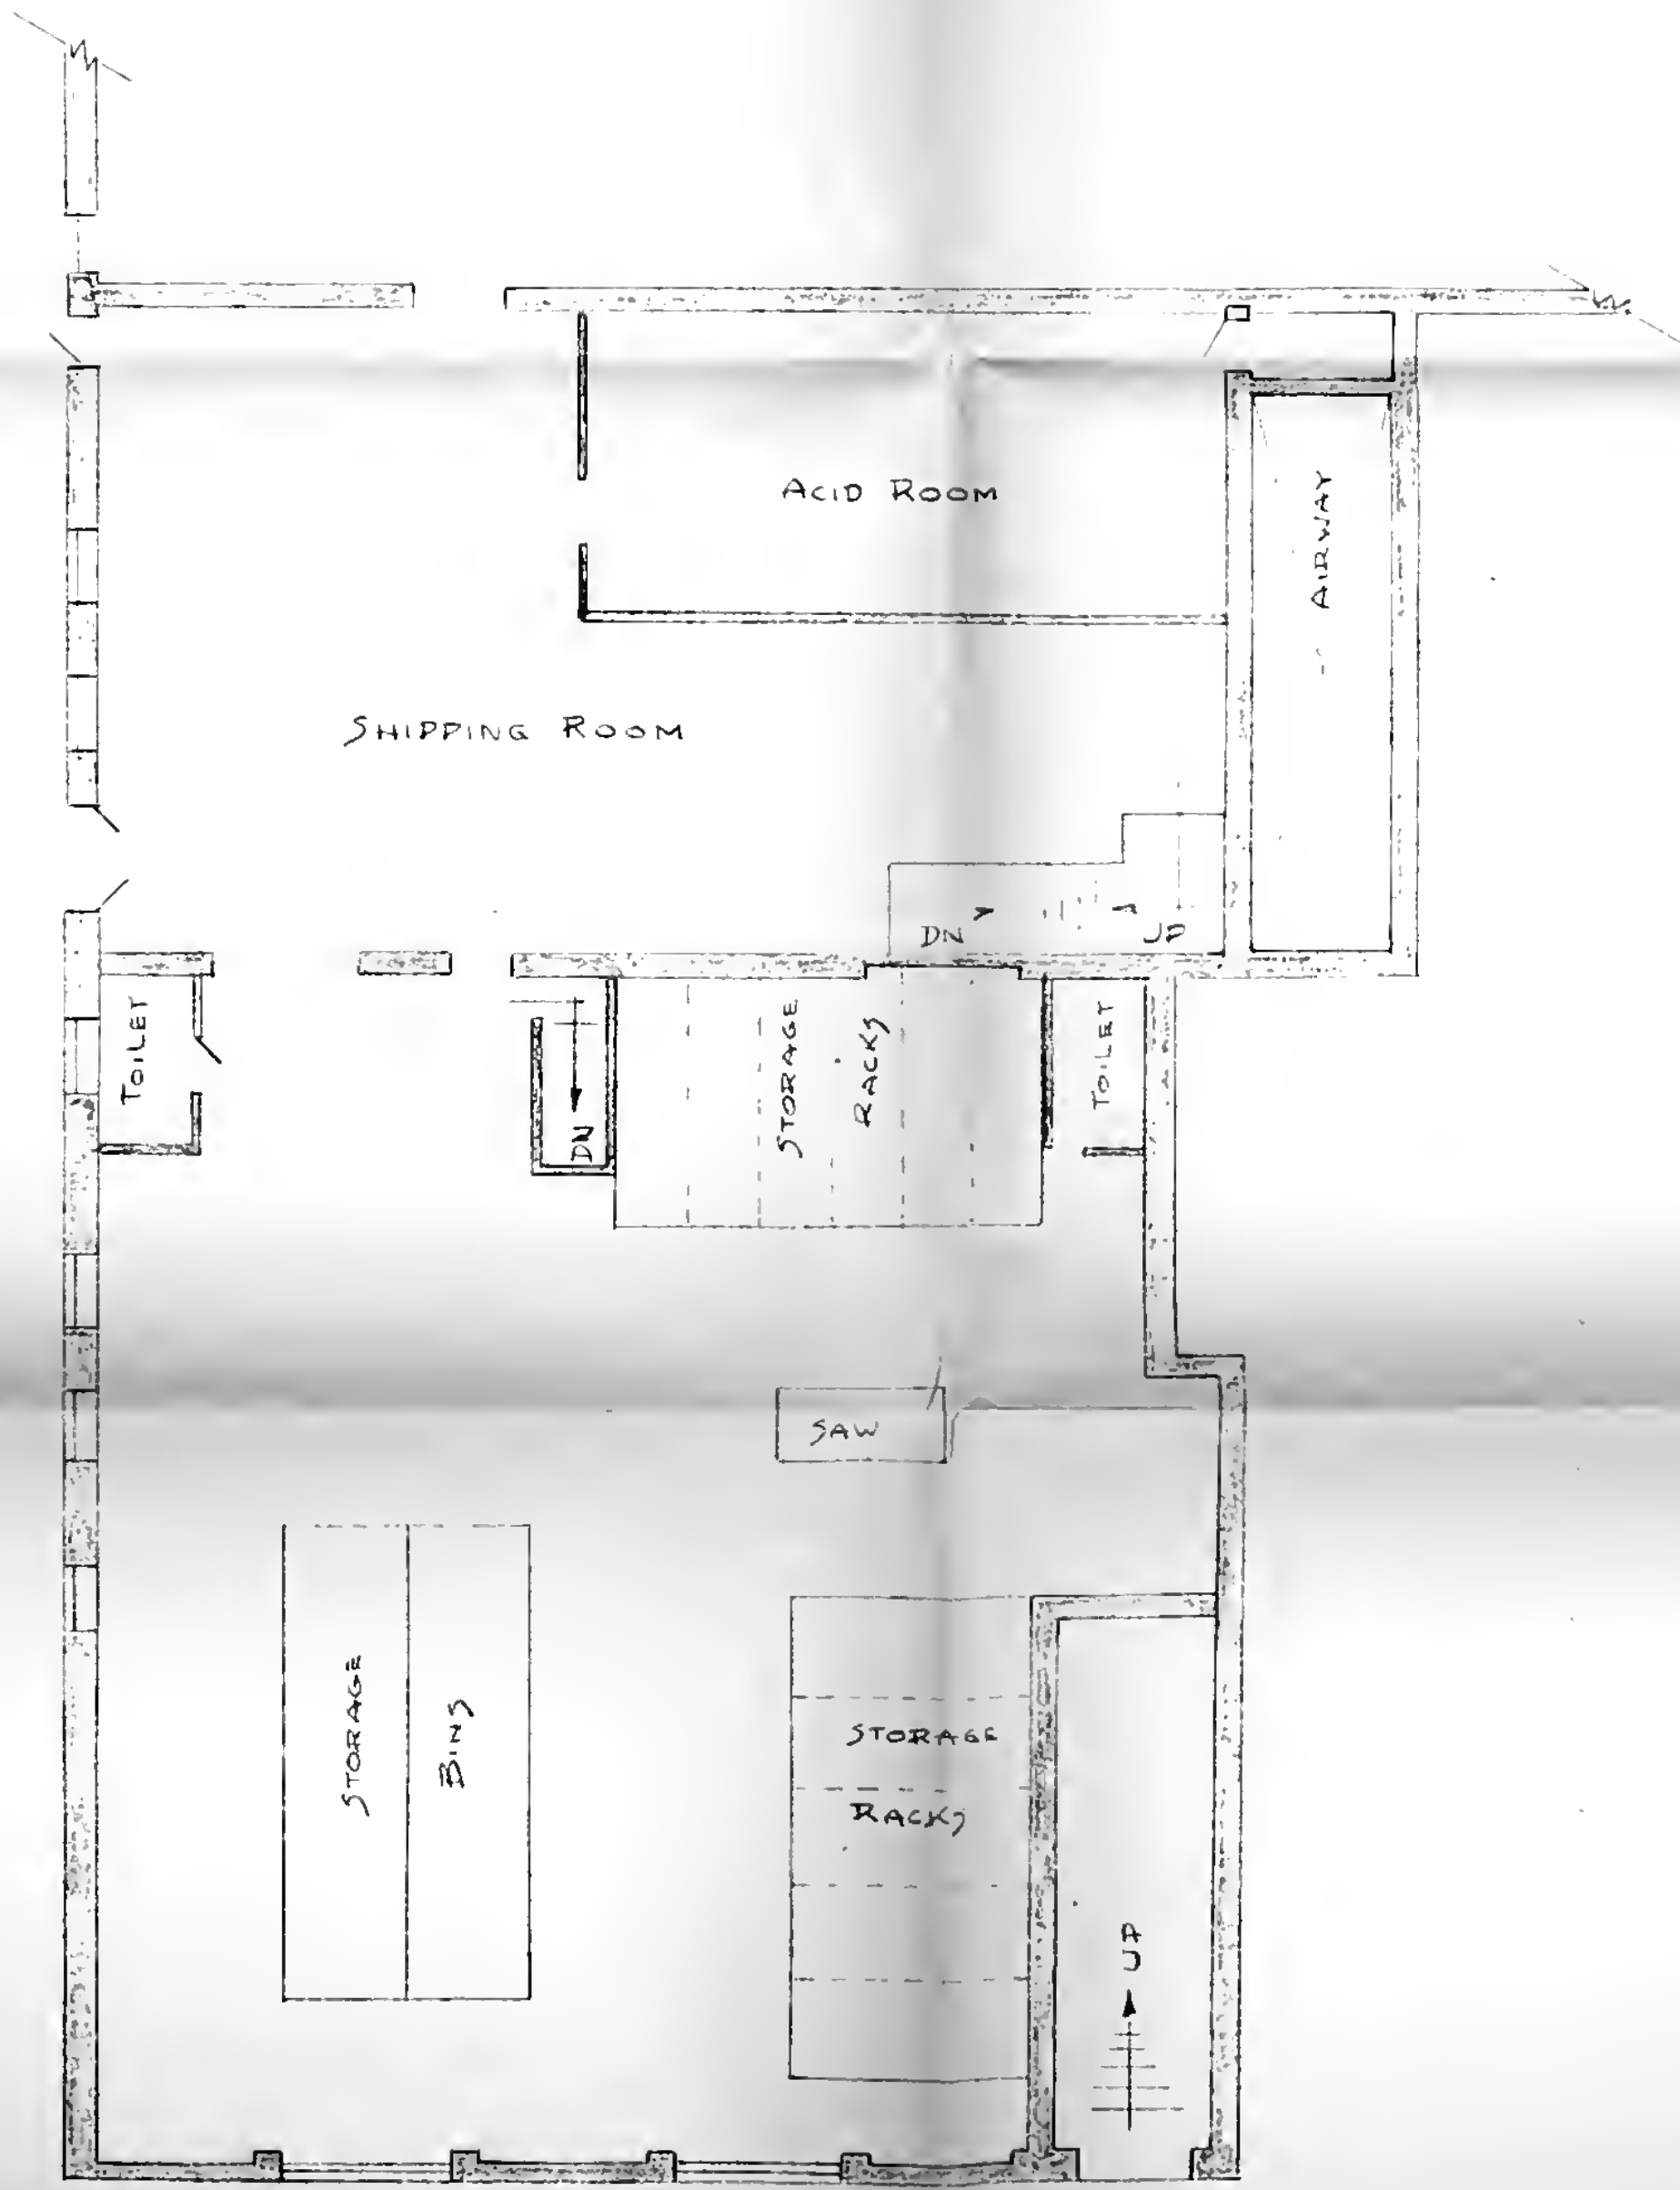 ACID ROOM
AIRWAY
SHIPPING ROOM
DN
UP
TOILET
DN
STORAGE
RACKS
TOILET
SAW
STORAGE
BINS
STORAGE
RACKS
UP